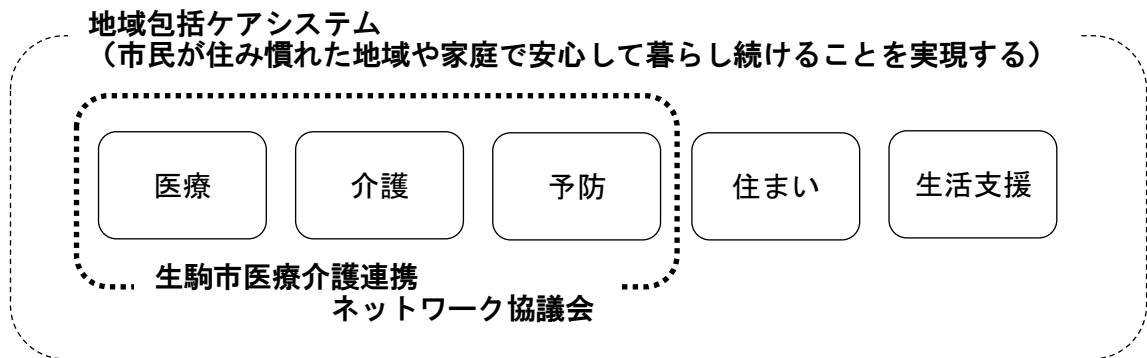 地域包括ケアシステム
（市民が住み慣れた地域や家庭で安心して暮らし続けることを実現する）
医療
介護
予防
住まい
生活支援
生駒市医療介護連携
ネットワーク協議会